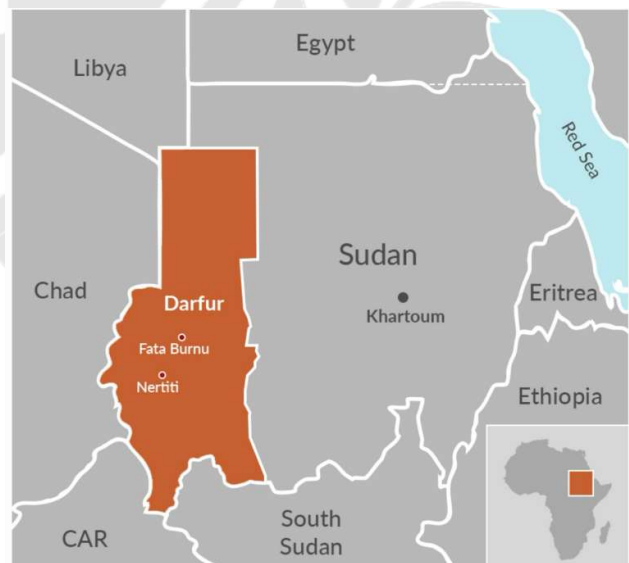 Egypt
Libya
Red Sea
Sudan
Chad
Eritrea
Darfur
Khartoum
Fata Burnu
Nertiti
Ethiopia
South
Sudan
CAR